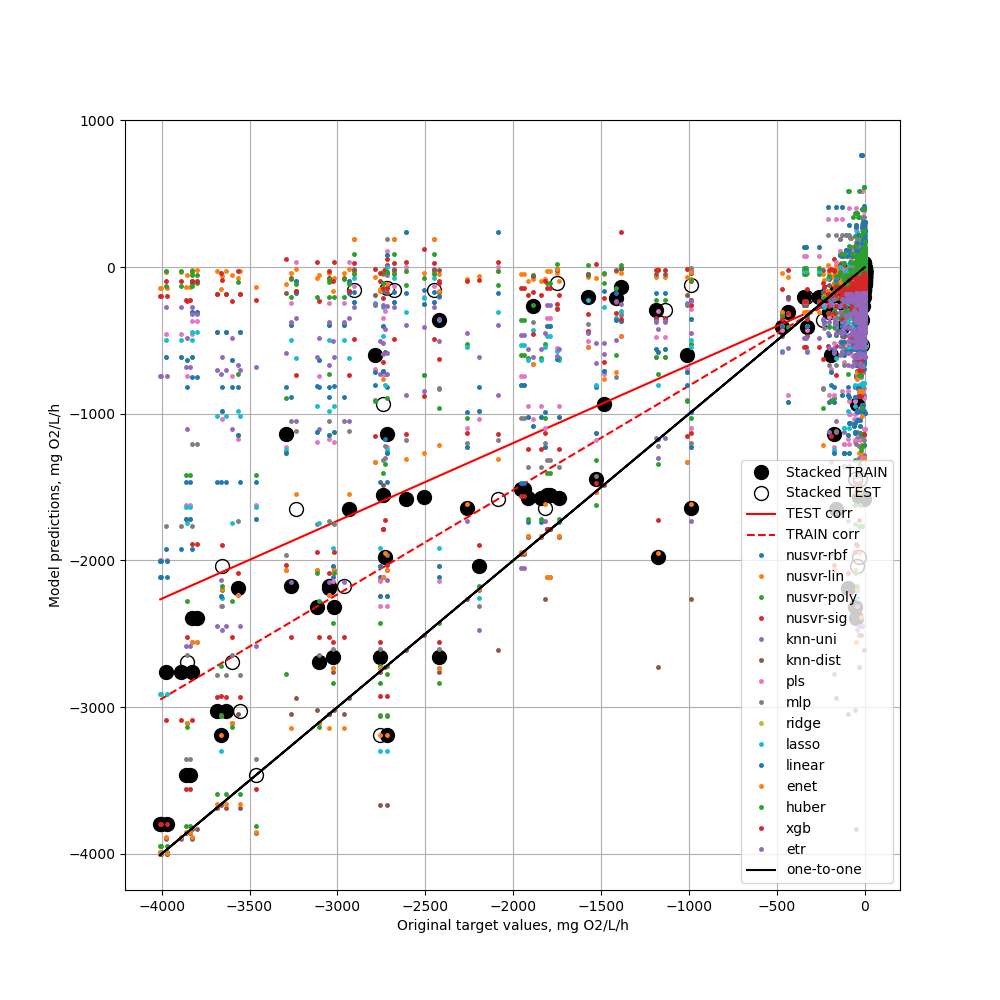 1000
0
−1000
−2000
−3000
−4000
Model predictions, mg O2/L/h
−4000 −3500 −3000 −2500 −2000 −1500 −1000 −500 0
Original target values, mg O2/L/h
Stacked TRAIN
Stacked TEST
TEST corr
TRAIN corr
nusvr-rbf
nusvr-lin
nusvr-poly
nusvr-sig
knn-uni
knn-dist
pls
mlp
ridge
lasso
linear
enet
huber
xgb
etr
one-to-one